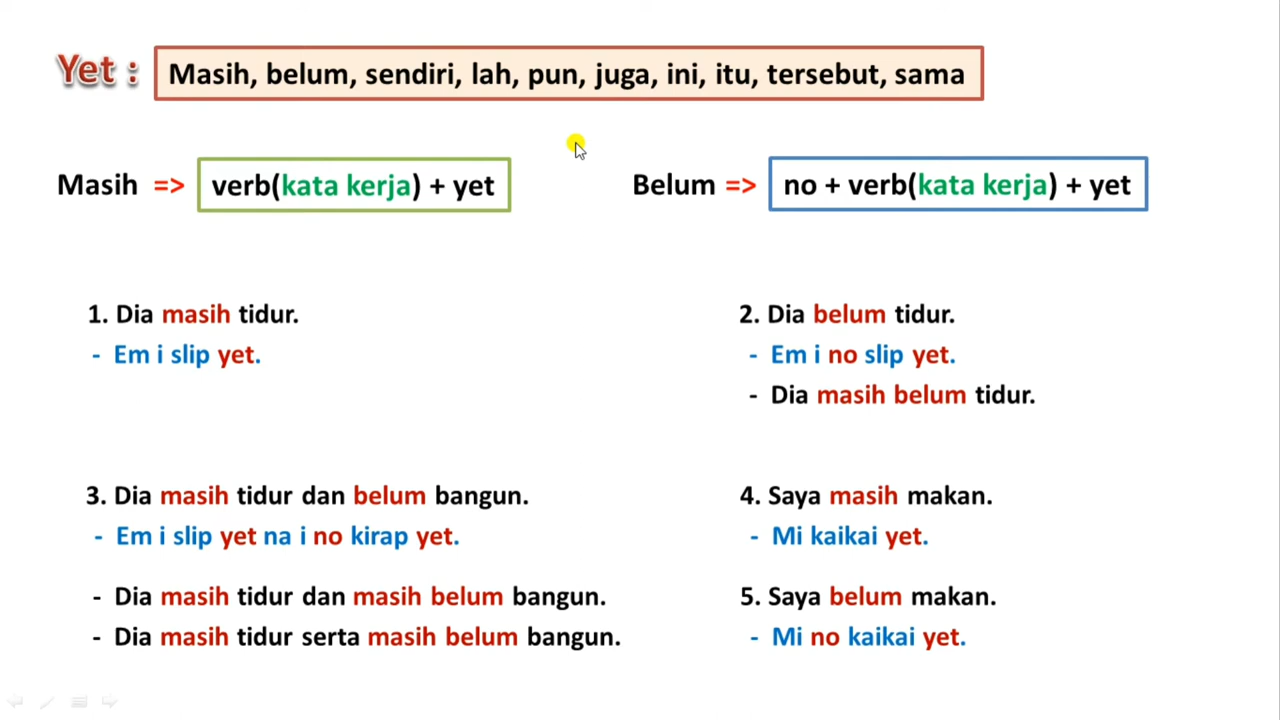 Yet : Masih, belum, sendiri, lah, pun, juga, ini, itu, tersebut, sama
Masih => verb(kata kerja) + yet
Belum => no + verb(kata kerja) + yet
1. Dia masih tidur.
- Em i slip yet.
2. Dia belum tidur.
- Em i no slip yet.
- Dia masih belum tidur.
3. Dia masih tidur dan belum bangun.
- Em i slip yet na i no kirap yet.
- Dia masih tidur dan masih belum bangun.
- Dia masih tidur serta masih belum bangun.
4. Saya masih makan.
- Mi kaikai yet.
5. Saya belum makan.
- Mi no kaikai yet.